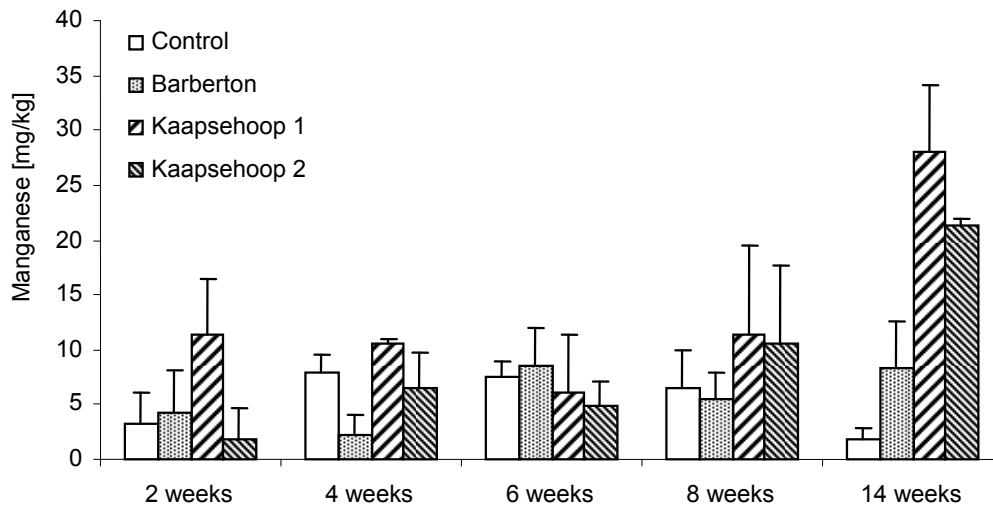 Manganese [mg/kg]
40
35
30
25
20
15
10
5
0
Control
Barberton
Kaapsehoop 1
Kaapsehoop 2
2 weeks
4 weeks
6 weeks
8 weeks
14 weeks